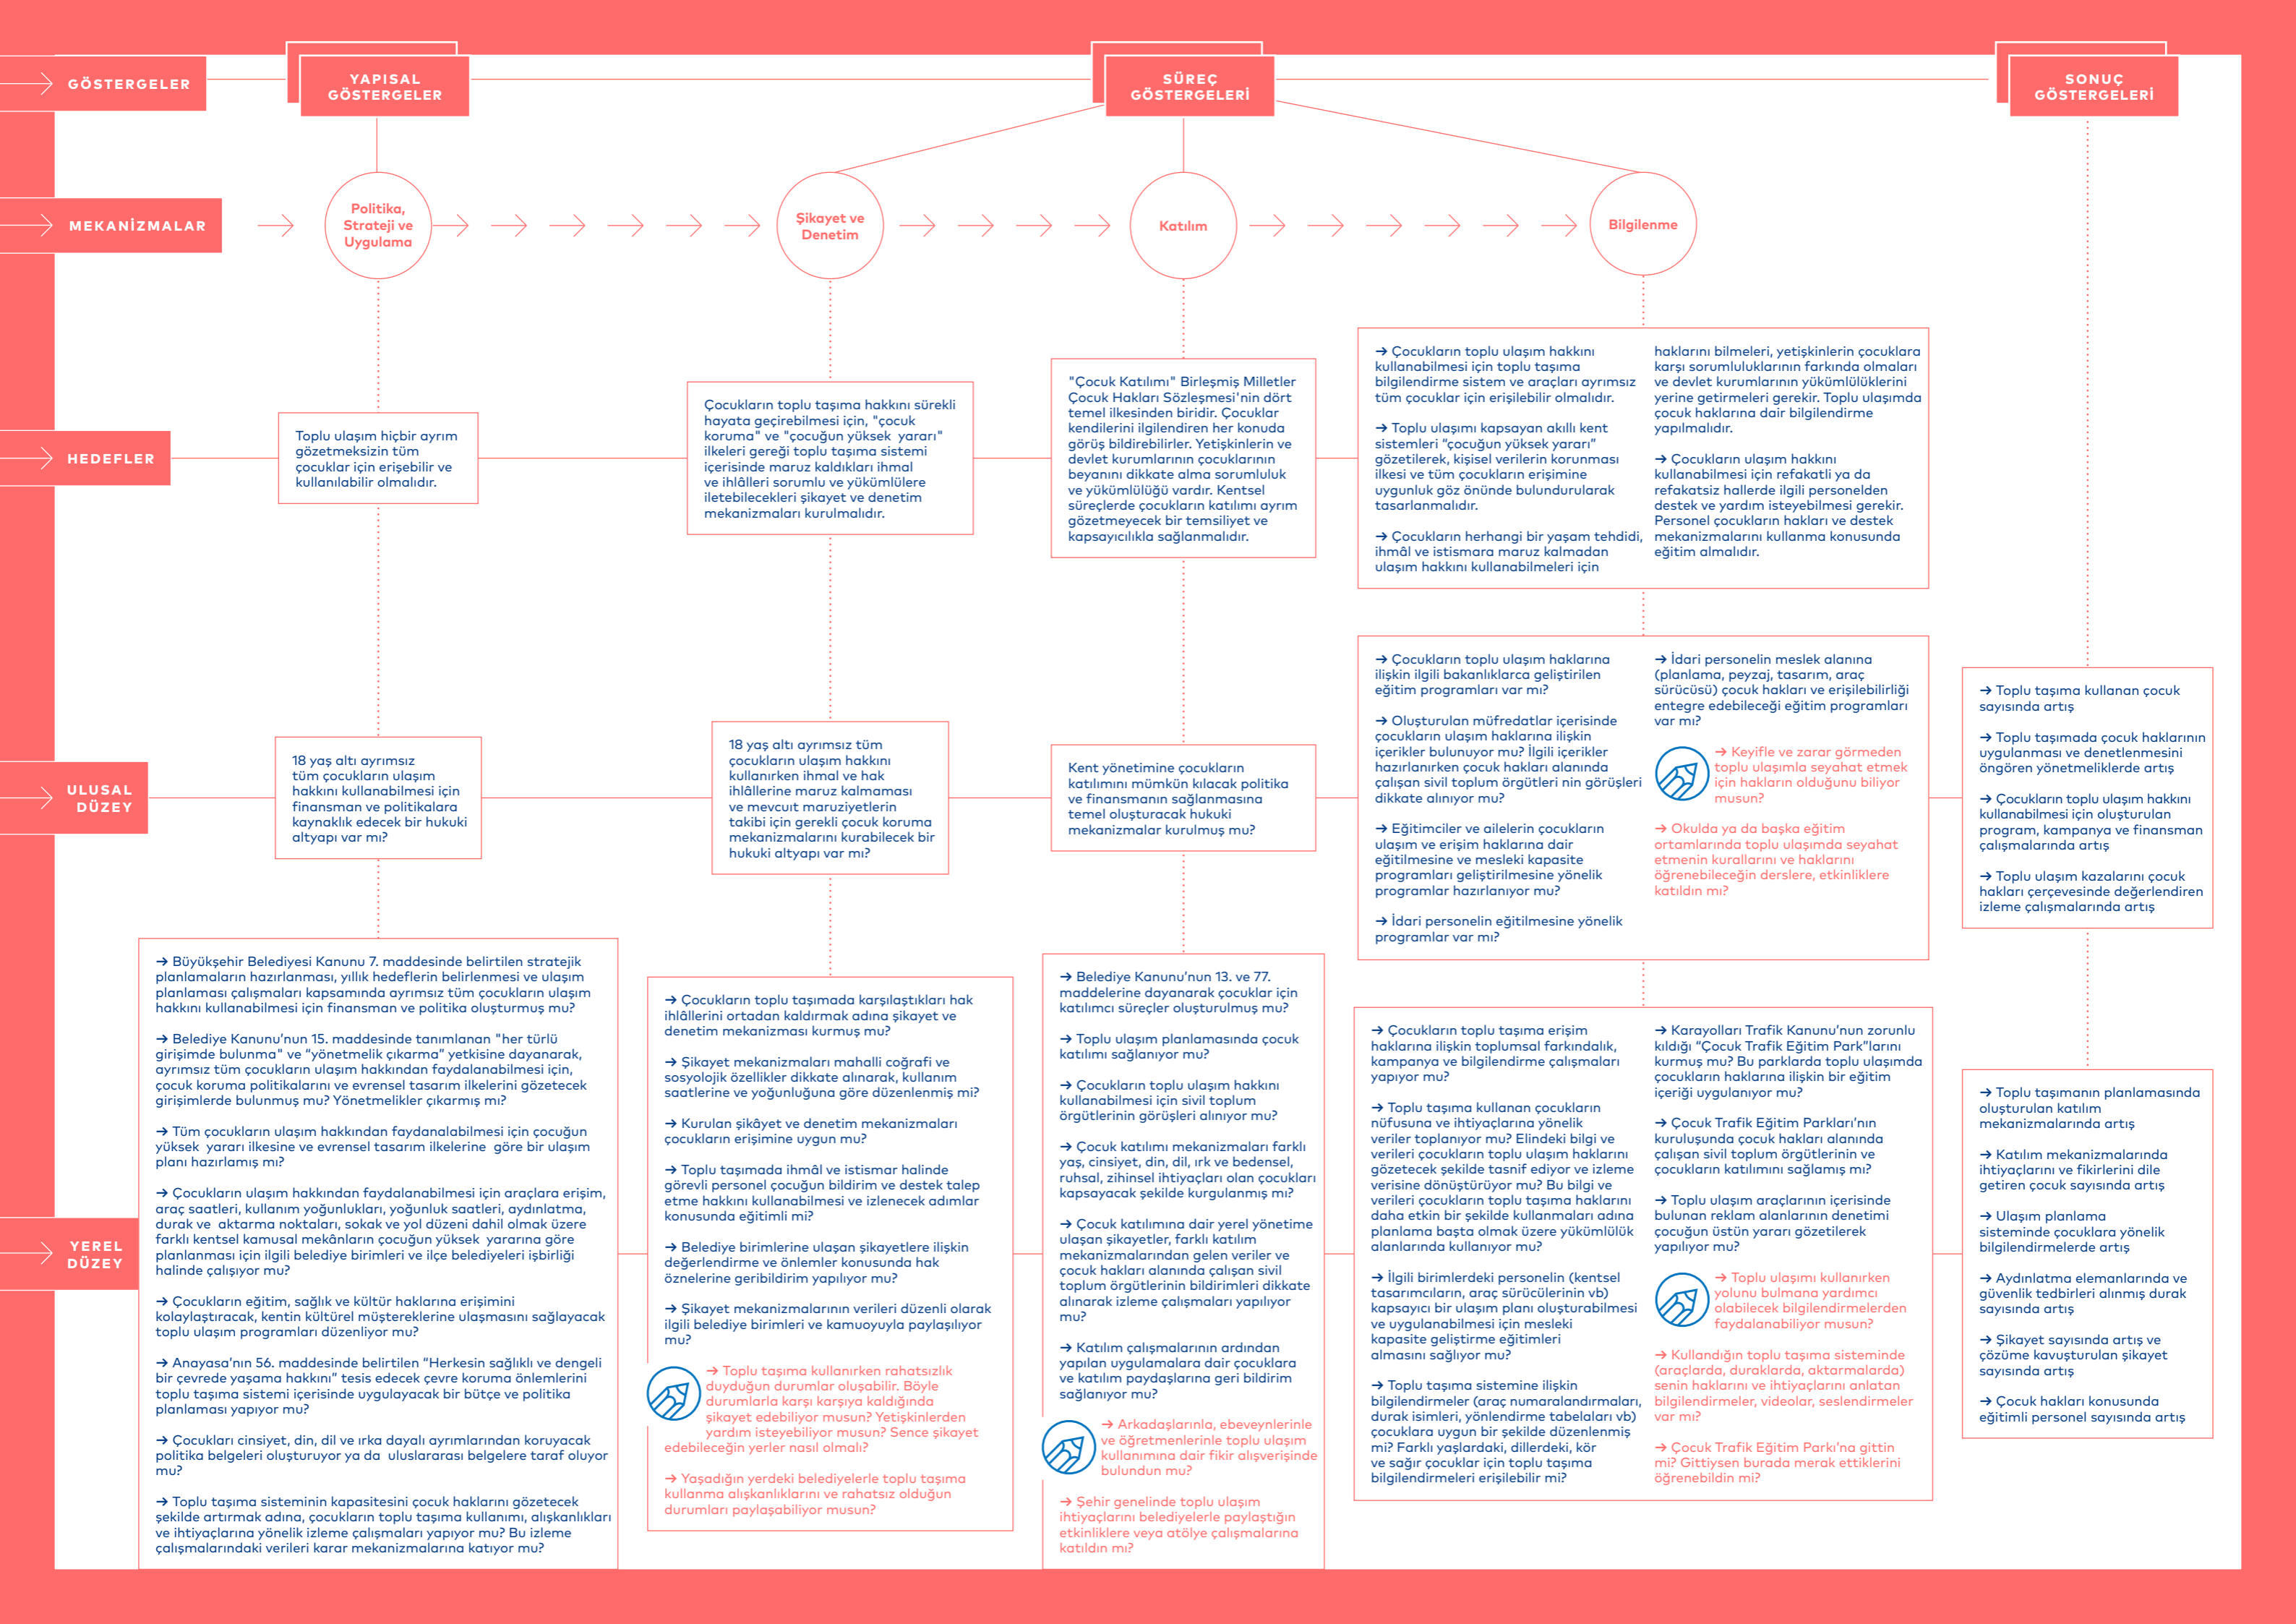 GÖSTERGELER
YAPISAL
GÖSTERGELER
SÜREÇ
GÖSTERGELERİ
SONUÇ
GÖSTERGELERİ
MEKANİZMALAR
Politika,
Strateji ve
Uygulama
Şikayet ve
Denetim
Katılım
Bilgilenme
HEDEFLER
Toplu ulaşım hiçbir ayrım
gözetmeksizin tüm
çocuklar için erişebilir ve
kullanılabilir olmalıdır.
Çocukların toplu taşıma hakkını sürekli
hayata geçirebilmesi için, "çocuk
koruma" ve "çocuğun yüksek yararı"
ilkeleri gereği toplu taşıma sistemi
içerisinde maruz kaldıkları ihmal
ve ihlâlleri sorumlu ve yükümlülere
iletebilecekleri şikayet ve denetim
mekanizmaları kurulmalıdır.
"Çocuk Katılımı" Birleşmiş Milletler
Çocuk Hakları Sözleşmesi'nin dört
temel ilkesinden biridir. Çocuklar
kendilerini ilgilendiren her konuda
görüş bildirebilirler. Yetişkinlerin ve
devlet kurumlarının çocuklarının
beyanını dikkate alma sorumluluk
ve yükümlülüğü vardır. Kentsel
süreçlerde çocukların katılımı ayrım
gözetmeyecek bir temsiliyet ve
kapsayıcılıkla sağlanmalıdır.
→ Çocukların toplu ulaşım hakkını
kullanabilmesi için toplu taşıma
bilgilendirme sistem ve araçları ayrımsız
tüm çocuklar için erişilebilir olmalıdır.
→ Toplu ulaşımı kapsayan akıllı kent
sistemleri “çocuğun yüksek yararı”
gözetilerek, kişisel verilerin korunması
ilkesi ve tüm çocukların erişimine
uygunluk göz önünde bulundurularak
tasarlanmalıdır.
→ Çocukların herhangi bir yaşam tehdidi,
ihmâl ve istismara maruz kalmadan
ulaşım hakkını kullanabilmeleri için
haklarını bilmeleri, yetişkinlerin çocuklara
karşı sorumluluklarının farkında olmaları
ve devlet kurumlarının yükümlülüklerini
yerine getirmeleri gerekir. Toplu ulaşımda
çocuk haklarına dair bilgilendirme
yapılmalıdır.
→ Çocukların ulaşım hakkını
kullanabilmesi için refakatli ya da
refakatsiz hallerde ilgili personelden
destek ve yardım isteyebilmesi gerekir.
Personel çocukların hakları ve destek
mekanizmalarını kullanma konusunda
eğitim almalıdır.
ULUSAL
DÜZEY
18 yaş altı ayrımsız
tüm çocukların ulaşım
hakkını kullanabilmesi için
finansman ve politikalara
kaynaklık edecek bir hukuki
altyapı var mı?
18 yaş altı ayrımsız tüm
çocukların ulaşım hakkını
kullanırken ihmal ve hak
ihlâllerine maruz kalmaması
ve mevcuıt maruziyetlerin
takibi için gerekli çocuk koruma
mekanizmalarını kurabilecek bir
hukuki altyapı var mı?
Kent yönetimine çocukların
katılımını mümkün kılacak politika
ve finansmanın sağlanmasına
temel oluşturacak hukuki
mekanizmalar kurulmuş mu?
→ Çocukların toplu ulaşım haklarına
ilişkin ilgili bakanlıklarca geliştirilen
eğitim programları var mı?
→ Oluşturulan müfredatlar içerisinde
çocukların ulaşım haklarına ilişkin
içerikler bulunuyor mu? İlgili içerikler
hazırlanırken çocuk hakları alanında
çalışan sivil toplum örgütleri nin görüşleri
dikkate alınıyor mu?
→ Eğitimciler ve ailelerin çocukların
ulaşım ve erişim haklarına dair
eğitilmesine ve mesleki kapasite
programları geliştirilmesine yönelik
programlar hazırlanıyor mu?
→ İdari personelin eğitilmesine yönelik
programlar var mı?
→ İdari personelin meslek alanına
(planlama, peyzaj, tasarım, araç
sürücüsü) çocuk hakları ve erişilebilirliği
entegre edebileceği eğitim programları
var mı?
→ Keyifle ve zarar görmeden
toplu ulaşımla seyahat etmek
için hakların olduğunu biliyor
musun?
→ Okulda ya da başka eğitim
ortamlarında toplu ulaşımda seyahat
etmenin kurallarını ve haklarını
öğrenebileceğin derslere, etkinliklere
katıldın mı?
→ Toplu taşıma kullanan çocuk
sayısında artış
→ Toplu taşımada çocuk haklarının
uygulanması ve denetlenmesini
öngören yönetmeliklerde artış
→ Çocukların toplu ulaşım hakkını
kullanabilmesi için oluşturulan
program, kampanya ve finansman
çalışmalarında artış
→ Toplu ulaşım kazalarını çocuk
hakları çerçevesinde değerlendiren
izleme çalışmalarında artış
YEREL
DÜZEY
→ Büyükşehir Belediyesi Kanunu 7. maddesinde belirtilen stratejik
planlamaların hazırlanması, yıllık hedeflerin belirlenmesi ve ulaşım
planlaması çalışmaları kapsamında ayrımsız tüm çocukların ulaşım
hakkını kullanabilmesi için finansman ve politika oluşturmuş mu?
→ Belediye Kanunu’nun 15. maddesinde tanımlanan "her türlü
girişimde bulunma" ve “yönetmelik çıkarma” yetkisine dayanarak,
ayrımsız tüm çocukların ulaşım hakkından faydalanabilmesi için,
çocuk koruma politikalarını ve evrensel tasarım ilkelerini gözetecek
girişimlerde bulunmuş mu? Yönetmelikler çıkarmış mı?
→ Tüm çocukların ulaşım hakkından faydanalabilmesi için çocuğun
yüksek yararı ilkesine ve evrensel tasarım ilkelerine göre bir ulaşım
planı hazırlamış mı?
→ Çocukların ulaşım hakkından faydalanabilmesi için araçlara erişim,
araç saatleri, kullanım yoğunlukları, yoğunluk saatleri, aydınlatma,
durak ve aktarma noktaları, sokak ve yol düzeni dahil olmak üzere
farklı kentsel kamusal mekânların çocuğun yüksek yararına göre
planlanması için ilgili belediye birimleri ve ilçe belediyeleri işbirliği
halinde çalışıyor mu?
→ Çocukların eğitim, sağlık ve kültür haklarına erişimini
kolaylaştıracak, kentin kültürel müştereklerine ulaşmasını sağlayacak
toplu ulaşım programları düzenliyor mu?
→ Anayasa’nın 56. maddesinde belirtilen “Herkesin sağlıklı ve dengeli
bir çevrede yaşama hakkını” tesis edecek çevre koruma önlemlerini
toplu taşıma sistemi içerisinde uygulayacak bir bütçe ve politika
planlaması yapıyor mu?
→ Çocukları cinsiyet, din, dil ve ırka dayalı ayrımlarından koruyacak
politika belgeleri oluşturuyor ya da uluslararası belgelere taraf oluyor
mu?
→ Toplu taşıma sisteminin kapasitesini çocuk haklarını gözetecek
şekilde artırmak adına, çocukların toplu taşıma kullanımı, alışkanlıkları
ve ihtiyaçlarına yönelik izleme çalışmaları yapıyor mu? Bu izleme
çalışmalarındaki verileri karar mekanizmalarına katıyor mu?
→ Çocukların toplu taşımada karşılaştıkları hak
ihlâllerini ortadan kaldırmak adına şikayet ve
denetim mekanizması kurmuş mu?
→ Şikayet mekanizmaları mahalli coğrafi ve
sosyolojik özellikler dikkate alınarak, kullanım
saatlerine ve yoğunluğuna göre düzenlenmiş mi?
→ Kurulan şikâyet ve denetim mekanizmaları
çocukların erişimine uygun mu?
→ Toplu taşımada ihmâl ve istismar halinde
görevli personel çocuğun bildirim ve destek talep
etme hakkını kullanabilmesi ve izlenecek adımlar
konusunda eğitimli mi?
→ Belediye birimlerine ulaşan şikayetlere ilişkin
değerlendirme ve önlemler konusunda hak
öznelerine geribildirim yapılıyor mu?
→ Şikayet mekanizmalarının verileri düzenli olarak
ilgili belediye birimleri ve kamuoyuyla paylaşılıyor
mu?
→ Toplu taşıma kullanırken rahatsızlık
duyduğun durumlar oluşabilir. Böyle
durumlarla karşı karşıya kaldığında
şikayet edebiliyor musun? Yetişkinlerden
yardım isteyebiliyor musun? Sence şikayet
edebileceğin yerler nasıl olmalı?
→ Yaşadığın yerdeki belediyelerle toplu taşıma
kullanma alışkanlıklarını ve rahatsız olduğun
durumları paylaşabiliyor musun?
→ Belediye Kanunu’nun 13. ve 77.
maddelerine dayanarak çocuklar için
katılımcı süreçler oluşturulmuş mu?
→ Toplu ulaşım planlamasında çocuk
katılımı sağlanıyor mu?
→ Çocukların toplu ulaşım hakkını
kullanabilmesi için sivil toplum
örgütlerinin görüşleri alınıyor mu?
→ Çocuk katılımı mekanizmaları farklı
yaş, cinsiyet, din, dil, ırk ve bedensel,
ruhsal, zihinsel ihtiyaçları olan çocukları
kapsayacak şekilde kurgulanmış mı?
→ Çocuk katılımına dair yerel yönetime
ulaşan şikayetler, farklı katılım
mekanizmalarından gelen veriler ve
çocuk hakları alanında çalışan sivil
toplum örgütlerinin bildirimleri dikkate
alınarak izleme çalışmaları yapılıyor
mu?
→ Katılım çalışmalarının ardından
yapılan uygulamalara dair çocuklara
ve katılım paydaşlarına geri bildirim
sağlanıyor mu?
→ Arkadaşlarınla, ebeveynlerinle
ve öğretmenlerinle toplu ulaşım
kullanımına dair fikir alışverişinde
bulundun mu?
→ Şehir genelinde toplu ulaşım
ihtiyaçlarını belediyelerle paylaştığın
etkinliklere veya atölye çalışmalarına
katıldın mı?
→ Çocukların toplu taşıma erişim
haklarına ilişkin toplumsal farkındalık,
kampanya ve bilgilendirme çalışmaları
yapıyor mu?
→ Toplu taşıma kullanan çocukların
nüfusuna ve ihtiyaçlarına yönelik
veriler toplanıyor mu? Elindeki bilgi ve
verileri çocukların toplu ulaşım haklarını
gözetecek şekilde tasnif ediyor ve izleme
verisine dönüştürüyor mu? Bu bilgi ve
verileri çocukların toplu taşıma haklarını
daha etkin bir şekilde kullanmaları adına
planlama başta olmak üzere yükümlülük
alanlarında kullanıyor mu?
→ İlgili birimlerdeki personelin (kentsel
tasarımcıların, araç sürücülerinin vb)
kapsayıcı bir ulaşım planı oluşturabilmesi
ve uygulanabilmesi için mesleki
kapasite geliştirme eğitimleri
almasını sağlıyor mu?
→ Toplu taşıma sistemine ilişkin
bilgilendirmeler (araç numaralandırmaları,
durak isimleri, yönlendirme tabelaları vb)
çocuklara uygun bir şekilde düzenlenmiş
mi? Farklı yaşlardaki, dillerdeki, kör
ve sağır çocuklar için toplu taşıma
bilgilendirmeleri erişilebilir mi?
→ Karayolları Trafik Kanunu’nun zorunlu
kıldığı “Çocuk Trafik Eğitim Park”larını
kurmuş mu? Bu parklarda toplu ulaşımda
çocukların haklarına ilişkin bir eğitim
içeriği uygulanıyor mu?
→ Çocuk Trafik Eğitim Parkları’nın
kuruluşunda çocuk hakları alanında
çalışan sivil toplum örgütlerinin ve
çocukların katılımını sağlamış mı?
→ Toplu ulaşım araçlarının içerisinde
bulunan reklam alanlarının denetimi
çocuğun üstün yararı gözetilerek
yapılıyor mu?
→ Toplu ulaşımı kullanırken
yolunu bulmana yardımcı
olabilecek bilgilendirmelerden
faydalanabiliyor musun?
→ Kullandığın toplu taşıma sisteminde
(araçlarda, duraklarda, aktarmalarda)
senin haklarını ve ihtiyaçlarını anlatan
bilgilendirmeler, videolar, seslendirmeler
var mı?
→ Çocuk Trafik Eğitim Parkı’na gittin
mi? Gittiysen burada merak ettiklerini
öğrenebildin mi?
→ Toplu taşımanın planlamasında
oluşturulan katılım
mekanizmalarında artış
→ Katılım mekanizmalarında
ihtiyaçlarını ve fikirlerini dile
getiren çocuk sayısında artış
→ Ulaşım planlama
sisteminde çocuklara yönelik
bilgilendirmelerde artış
→ Aydınlatma elemanlarında ve
güvenlik tedbirleri alınmış durak
sayısında artış
→ Şikayet sayısında artış ve
çözüme kavuşturulan şikayet
sayısında artış
→ Çocuk hakları konusunda
eğitimli personel sayısında artış